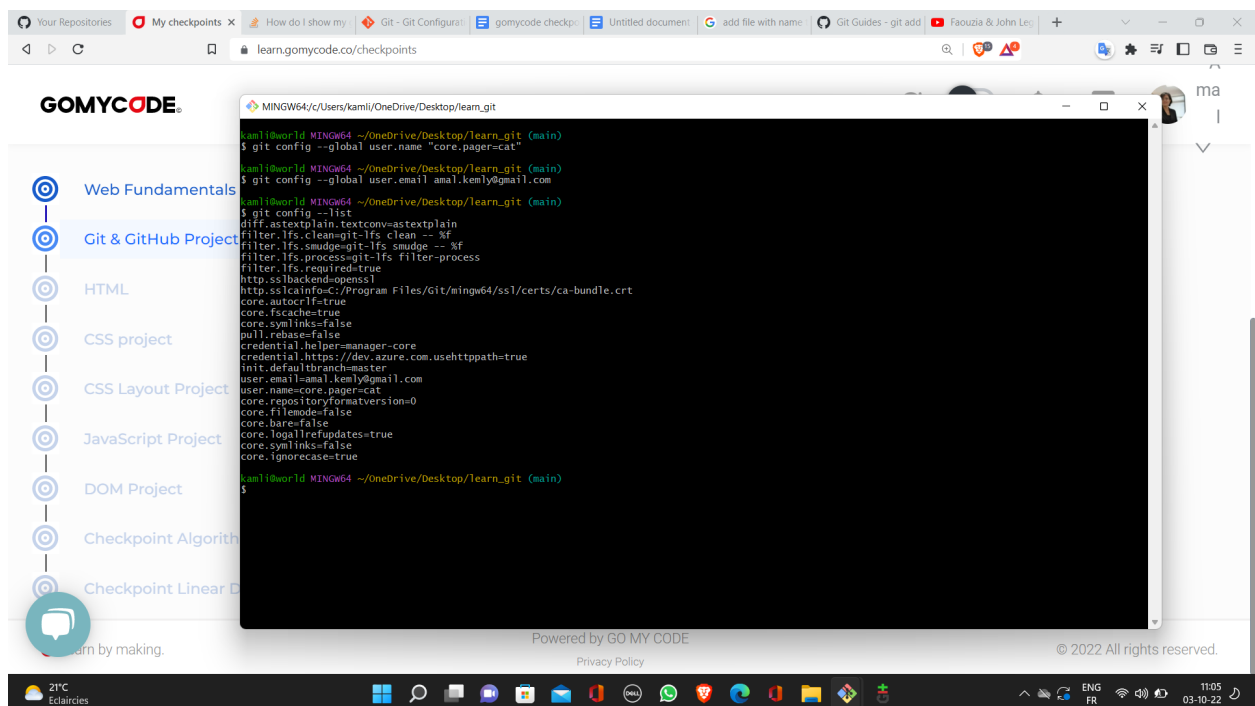 Your Repositories My checkpoints How do I show my Git - Git Configurati gomycode checkpo Untitled document add file with name Git Guides - git add Faouzia & John Leg
learn.gomycode.co/checkpoints
GOMYCODE
ma
l
MINGW64:/c/Users/kamli/OneDrive/Desktop/learn_git
kamli@world MINGW64 ~/OneDrive/Desktop/learn_git (main)
$ git config --global user.name "core.pager=cat"
kamli@world MINGW64 ~/OneDrive/Desktop/learn_git (main)
$ git config --global user.email amal.kemly@gmail.com
kamli@world MINGW64 ~/OneDrive/Desktop/learn_git (main)
$ git config --list
diff.astextplain.textconv=astextplain
filter.lfs.clean=git-lfs clean -- %f
filter.lfs.smudge=git-lfs smudge -- %f
filter.lfs.process=git-lfs filter-process
filter.lfs.required=true
http.sslbackend=openssl
http.sslcainfo=C:/Program Files/Git/mingw64/ssl/certs/ca-bundle.crt
core.autocrlf=true
core.fscache=true
core.symlinks=false
pull.rebase=false
credential.helper=manager-core
credential.https://dev.azure.com.usehttppath=true
init.defaultbranch=master
user.email=amal.kemly@gmail.com
user.name=core.pager=cat
core.repositoryformatversion=0
core.filemode=false
core.bare=false
core.logallrefupdates=true
core.symlinks=false
core.ignorecase=true
kamli@world MINGW64 ~/OneDrive/Desktop/learn_git (main)
$
Web Fundamentals
Git & GitHub Project
HTML
CSS project
CSS Layout Project
JavaScript Project
DOM Project
Checkpoint Algorith
Checkpoint Linear D
arn by making.
Powered by GO MY CODE
Privacy Policy
© 2022 All rights reserved.
21°C
Eclaircies
DELL
ENG
FR
11:05
03-10-22